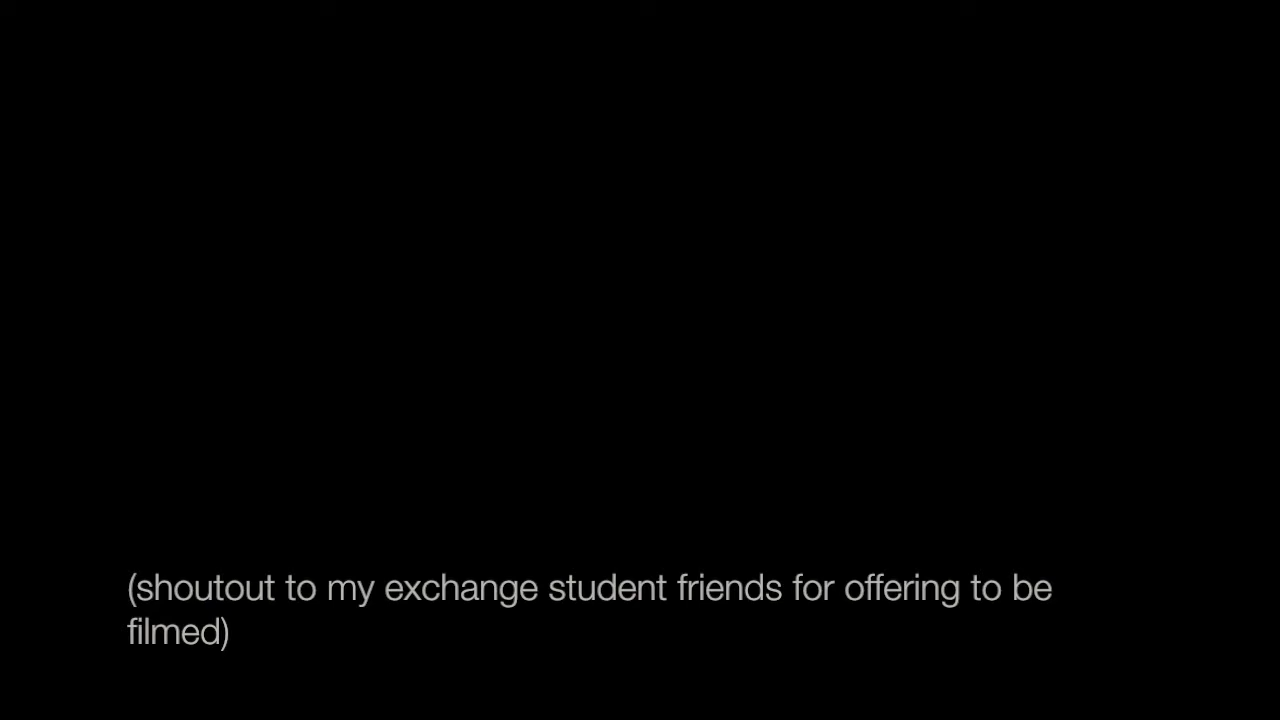 (shoutout to my exchange student friends for offering to be
filmed)